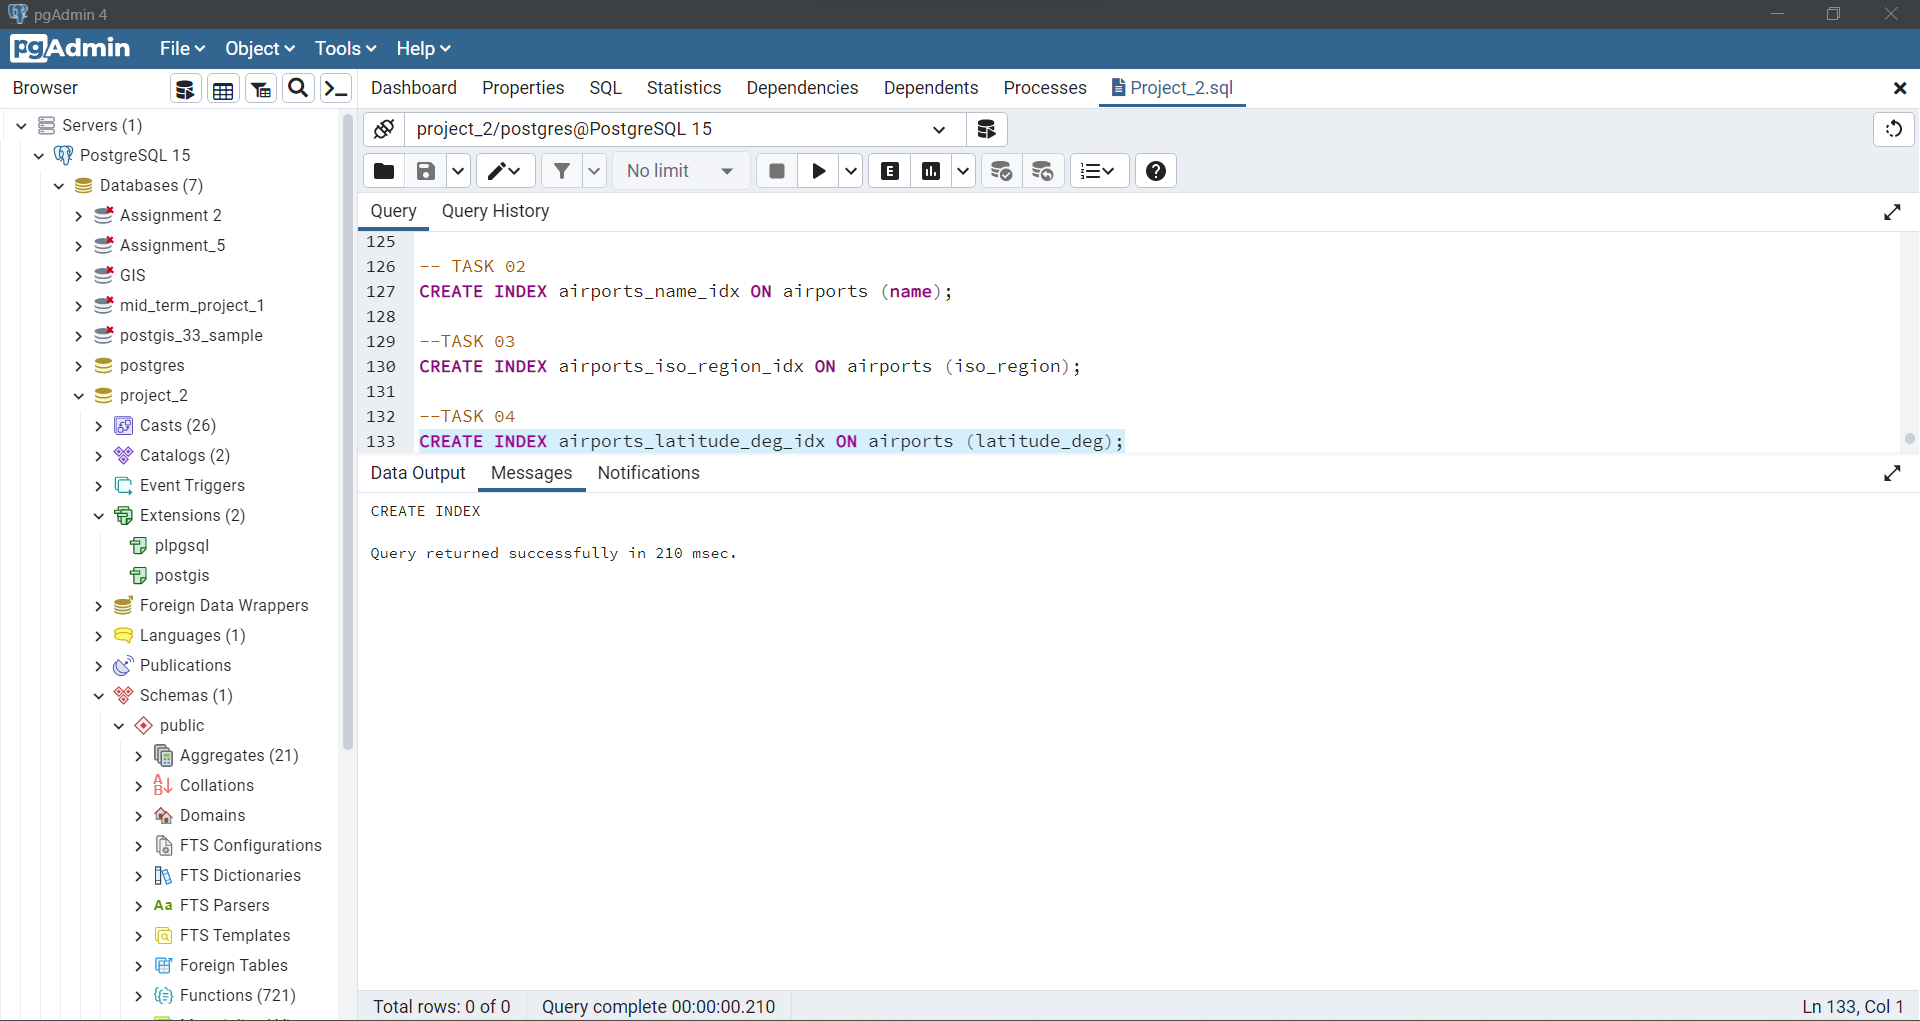 pgAdmin 4
pgAdmin File Object Tools Help
Browser
Dashboard Properties SQL Statistics Dependencies Dependents Processes Project_2.sql
Servers (1)
PostgreSQL 15
Databases (7)
Assignment 2
Assignment_5
GIS
mid_term_project_1
postgis_33_sample
postgres
project_2
Casts (26)
Catalogs (2)
Event Triggers
Extensions (2)
plpgsql
postgis
Foreign Data Wrappers
Languages (1)
Publications
Schemas (1)
public
Aggregates (21)
Collations
Domains
FTS Configurations
FTS Dictionaries
Aa FTS Parsers
FTS Templates
Foreign Tables
Functions (721)
project_2/postgres@PostgreSQL 15
No limit
E
Query Query History
125
126 -- TASK 02
127 CREATE INDEX airports_name_idx ON airports (name);
128
129 --TASK 03
130 CREATE INDEX airports_iso_region_idx ON airports (iso_region);
131
132 --TASK 04
133 CREATE INDEX airports_latitude_deg_idx ON airports (latitude_deg);
Data Output Messages Notifications
CREATE INDEX
Query returned successfully in 210 msec.
Total rows: 0 of 0 Query complete 00:00:00.210 Ln 133, Col 1